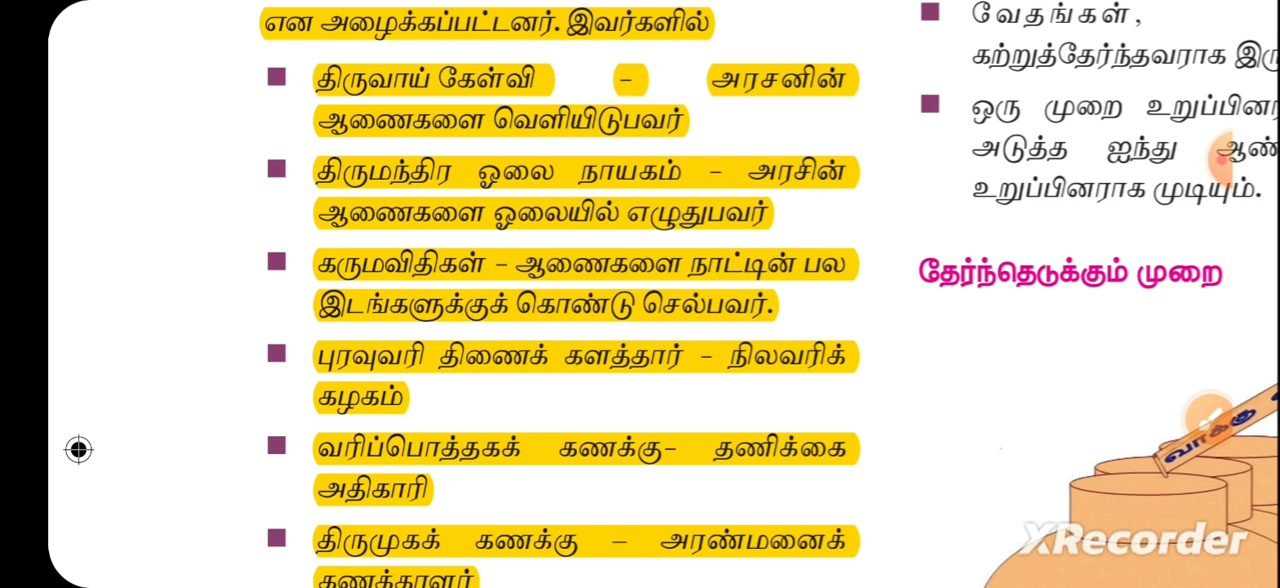 என அழைக்கப்பட்டனர். இவர்களில்
திருவாய் கேள்வி – அரசனின்
ஆணைகளை வெளியிடுபவர்
திருமந்திர ஓலை நாயகம் – அரசின்
ஆணைகளை ஓலையில் எழுதுபவர்
கருமவிதிகள் – ஆணைகளை நாட்டின் பல
இடங்களுக்குக் கொண்டு செல்பவர்.
புரவுவரி திணைக் களத்தார் – நிலவரிக்
கழகம்
வரிப்பொத்தகக் கணக்கு– தணிக்கை
அதிகாரி
திருமுகக் கணக்கு – அரண்மனைக்
கணக்காளர்
வேதங்கள்,
கற்றுத்தேர்ந்தவராக
ஒரு முறை
அடுத்த ஐந்து
உறுப்பினராக முடியும்.
தேர்ந்தெடுக்கும் முறை
வாக்கு
XRecorder